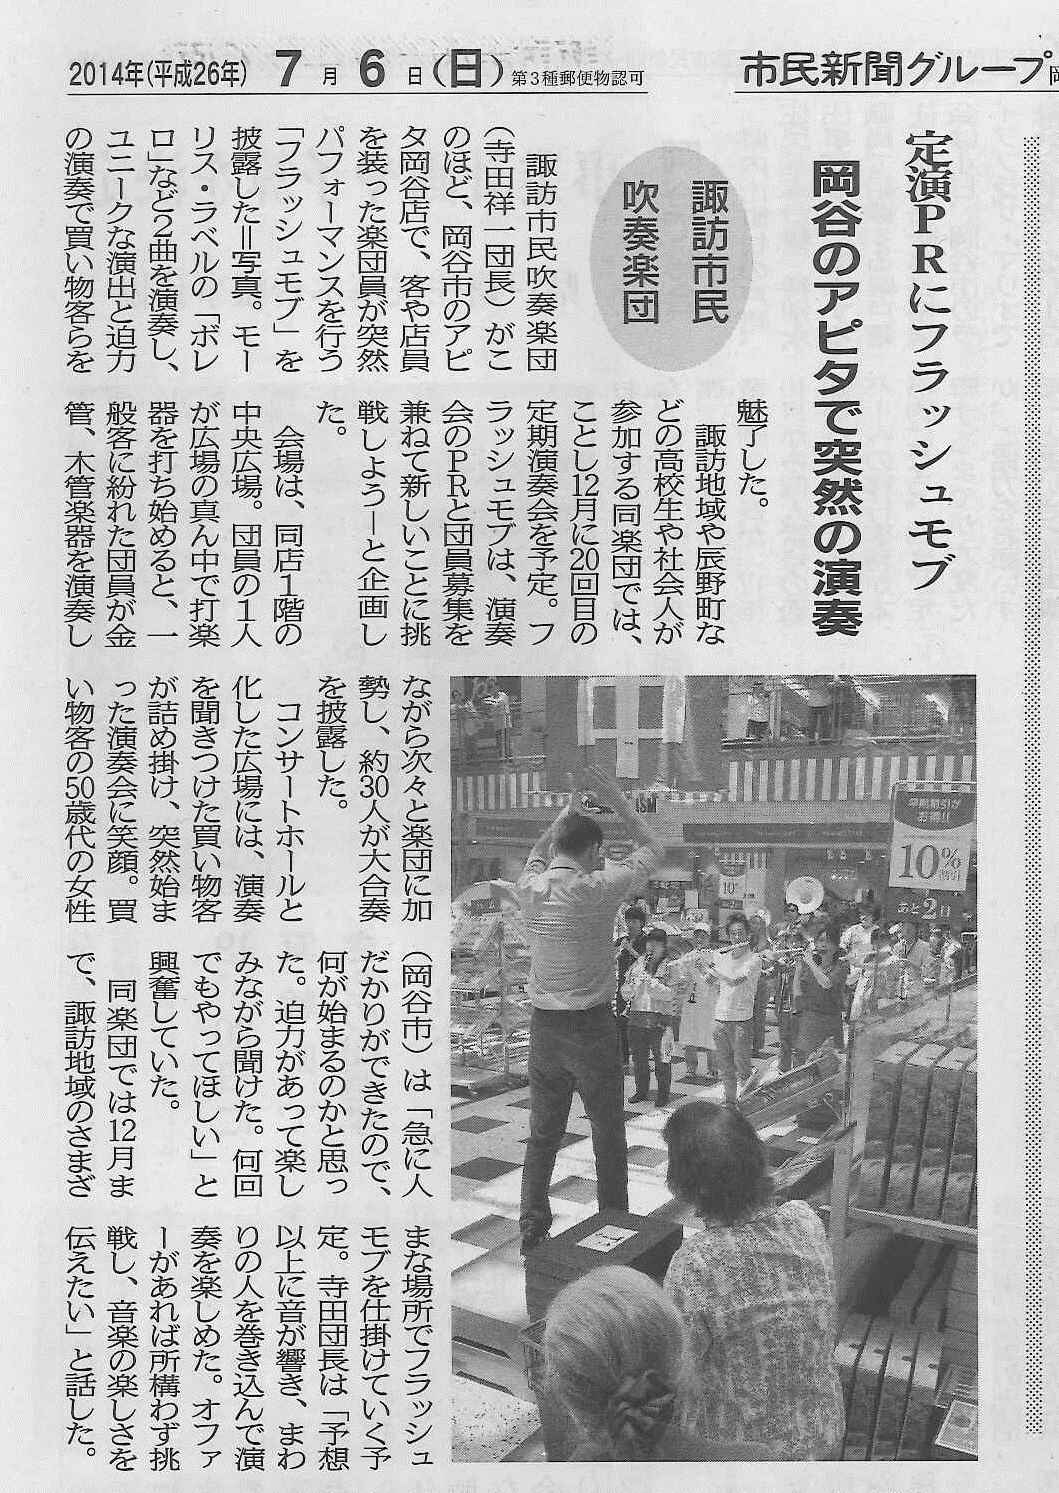 2014年(平成26年) 7月6日(日) 第3種郵便物認可
市民新聞グループ
定演PRにフラッシュモブ
岡谷のアピタで突然の演奏
諏訪市民
吹奏楽団
諏訪市民吹奏楽団
(寺田祥一団長)がこ
のほど、岡谷市のアピ
タ岡谷店で、客や店員
を装った楽団員が突然
パフォーマンスを行う
「フラッシュモブ」を
披露した=写真。モー
リス・ラベルの「ボレ
ロ」など2曲を演奏し、
ユニークな演出と迫力
の演奏で買い物客らを
魅了した。
諏訪地域や辰野町な
どの高校生や社会人が
参加する同楽団では、
ことし12月に20回目の
定期演奏会を予定。フ
ラッシュモブは、演奏
会のPRと団員募集を
兼ねて新しいことに挑
戦しよう―と企画し
た。
会場は、同店1階の
中央広場。団員の1人
が広場の真ん中で打楽
器を打ち始めると、一
般客に紛れた団員が金
管、木管楽器を演奏し
ながら次々と楽団に加
勢し、約30人が大合奏
を披露した。
コンサートホールと
化した広場には、演奏
を聞きつけた買い物客
が詰め掛け、突然始ま
った演奏会に笑顔。買
い物客の50歳代の女性
(岡谷市)は「急に人
だかりができたので、
何が始まるのかと思っ
た。迫力があって楽し
みながら聞けた。何回
でもやってほしい」と
興奮していた。
同楽団では12月ま
で、諏訪地域のさまざ
まな場所でフラッシュ
モブを仕掛けていく予
定。寺田団長は「予想
以上に音が響き、まわ
りの人を巻き込んで演
奏を楽しめた。オファ
ーがあれば所構わず挑
戦し、音楽の楽しさを
伝えたい」と話した。
お得!!
10%
割引
あと2日
10